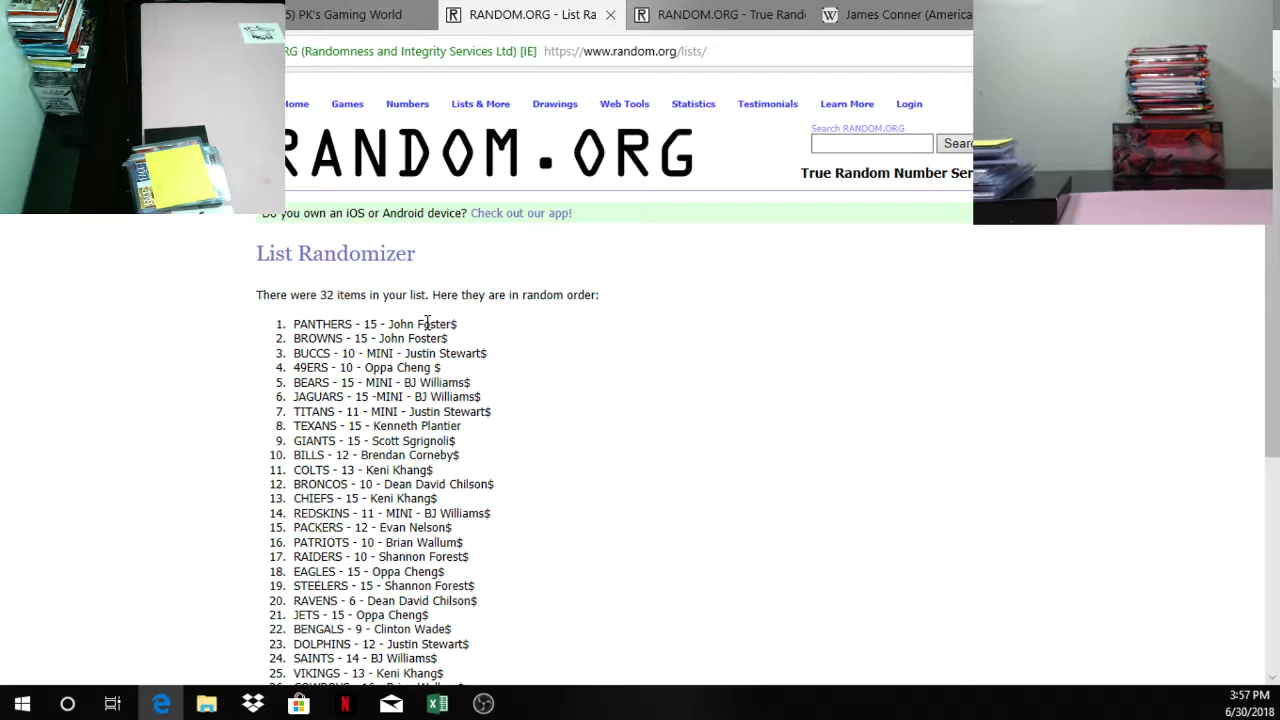 5) PK's Gaming World
RANDOM.ORG - List Ra
RANDOM.ORG - True Rand
James Conner (America
RG (Randomness and Integrity Services Ltd) [IE] https://www.random.org/lists/
Home Games Numbers Lists & More Drawings Web Tools Statistics Testimonials Learn More Login
Search RANDOM.ORG
RANDOM.ORG
Sear
True Random Number Ser
Do you own an iOS or Android device? Check out our app!
List Randomizer
There were 32 items in your list. Here they are in random order:
1. PANTHERS - 15 - John Foster$
2. BROWNS - 15 - John Foster$
3. BUCCS - 10 - MINI - Justin Stewart$
4. 49ERS - 10 - Oppa Cheng $
5. BEARS - 15 - MINI - BJ Williams$
6. JAGUARS - 15 -MINI - BJ Williams$
7. TITANS - 11 - MINI - Justin Stewart$
8. TEXANS - 15 - Kenneth Plantier
9. GIANTS - 15 - Scott Sgrignoli$
10. BILLS - 12 - Brendan Corneby$
11. COLTS - 13 - Keni Khang$
12. BRONCOS - 10 - Dean David Chilson$
13. CHIEFS - 15 - Keni Khang$
14. REDSKINS - 11 - MINI - BJ Williams$
15. PACKERS - 12 - Evan Nelson$
16. PATRIOTS - 10 - Brian Wallum$
17. RAIDERS - 10 - Shannon Forest$
18. EAGLES - 15 - Oppa Cheng$
19. STEELERS - 15 - Shannon Forest$
20. RAVENS - 6 - Dean David Chilson$
21. JETS - 15 - Oppa Cheng$
22. BENGALS - 9 - Clinton Wade$
23. DOLPHINS - 12 - Justin Stewart$
24. SAINTS - 14 - BJ Williams$
25. VIKINGS - 13 - Keni Khang$
3:57 PM
6/30/2018